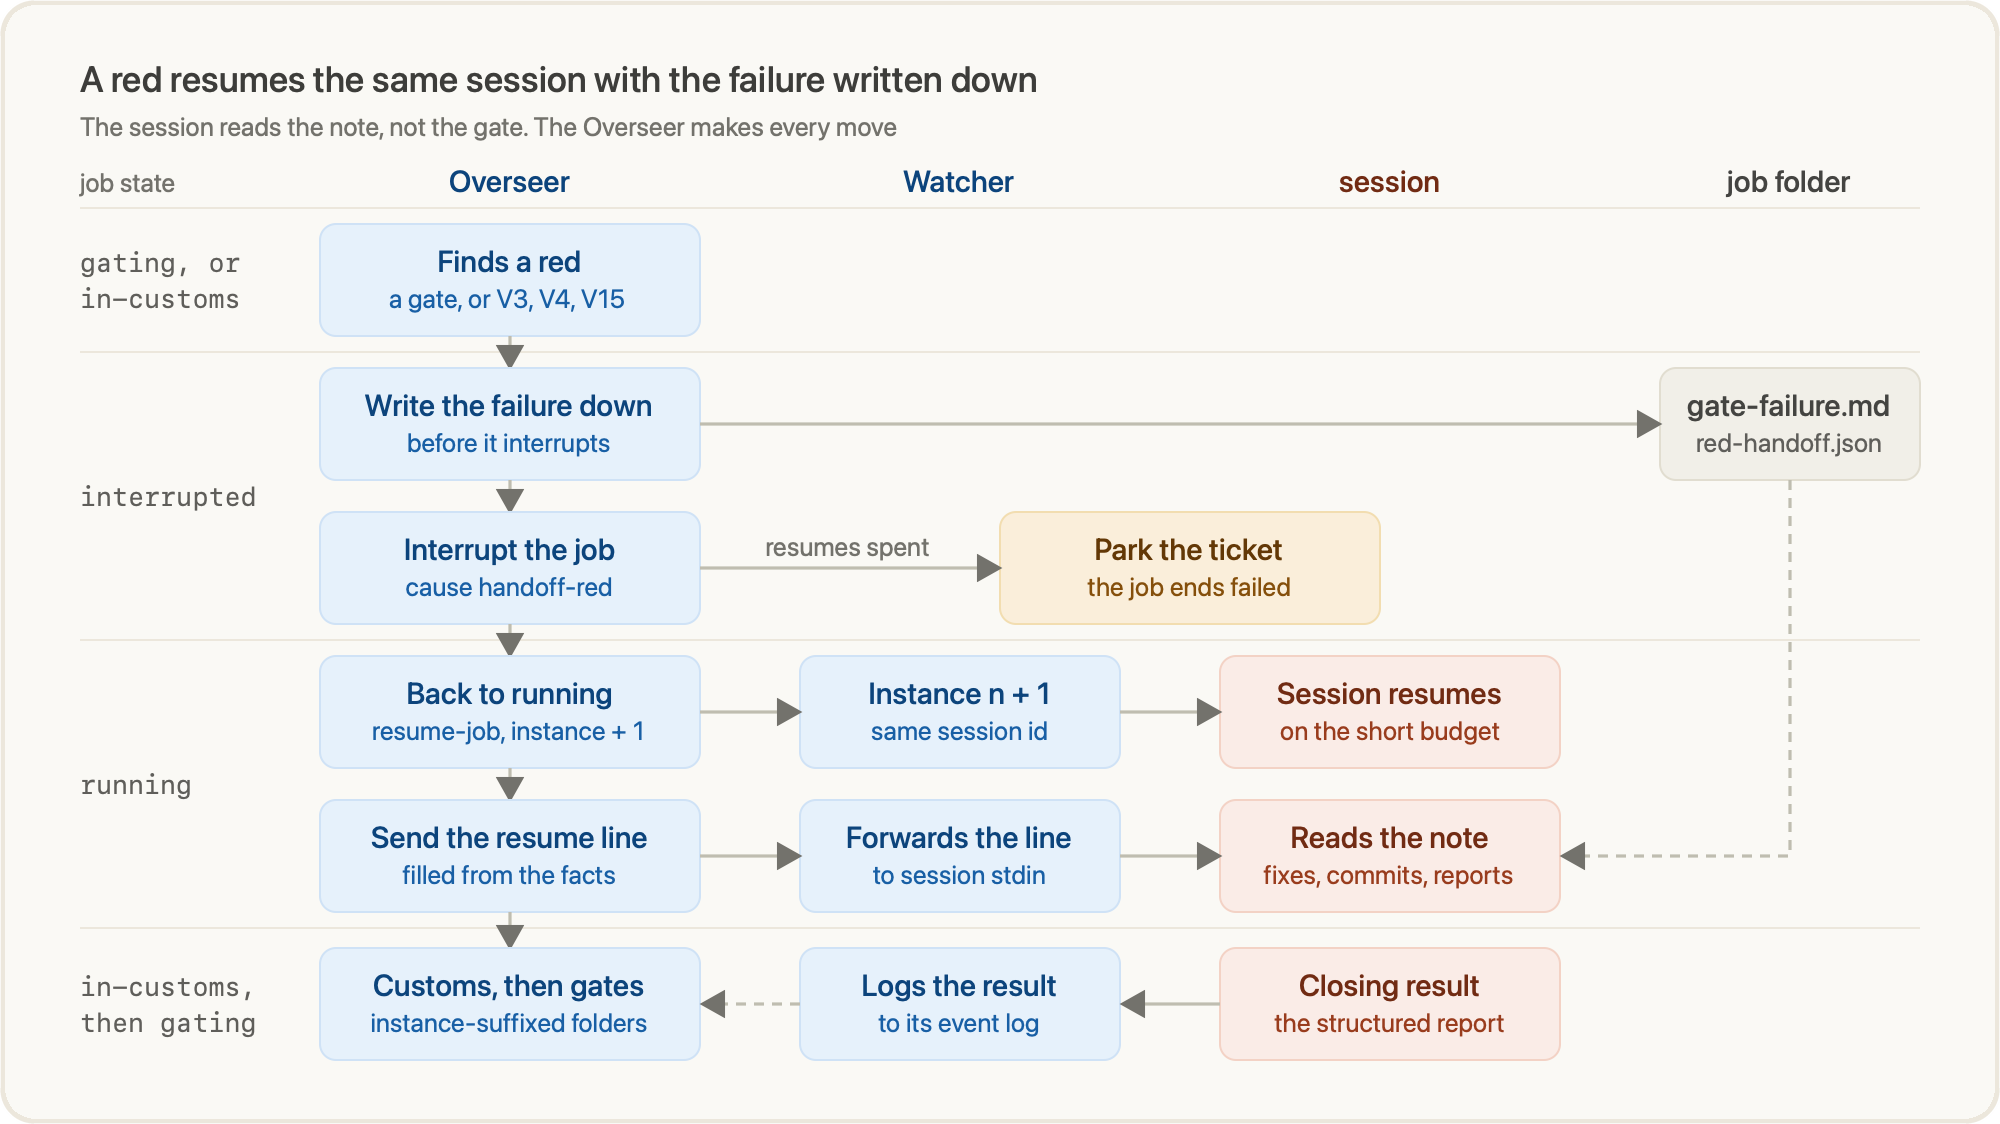 A red resumes the same session with the failure written down
The session reads the note, not the gate. The Overseer makes every move
job state
Overseer
Watcher
session
job folder
gating, or
in-customs
Finds a red
a gate, or V3, V4, V15
interrupted
Write the failure down
before it interrupts
gate-failure.md
red-handoff.json
Interrupt the job
cause handoff-red
resumes spent
Park the ticket
the job ends failed
running
Back to running
resume-job, instance + 1
Instance n + 1
same session id
Session resumes
on the short budget
Send the resume line
filled from the facts
Forwards the line
to session stdin
Reads the note
fixes, commits, reports
in-customs,
then gating
Customs, then gates
instance-suffixed folders
Logs the result
to its event log
Closing result
the structured report